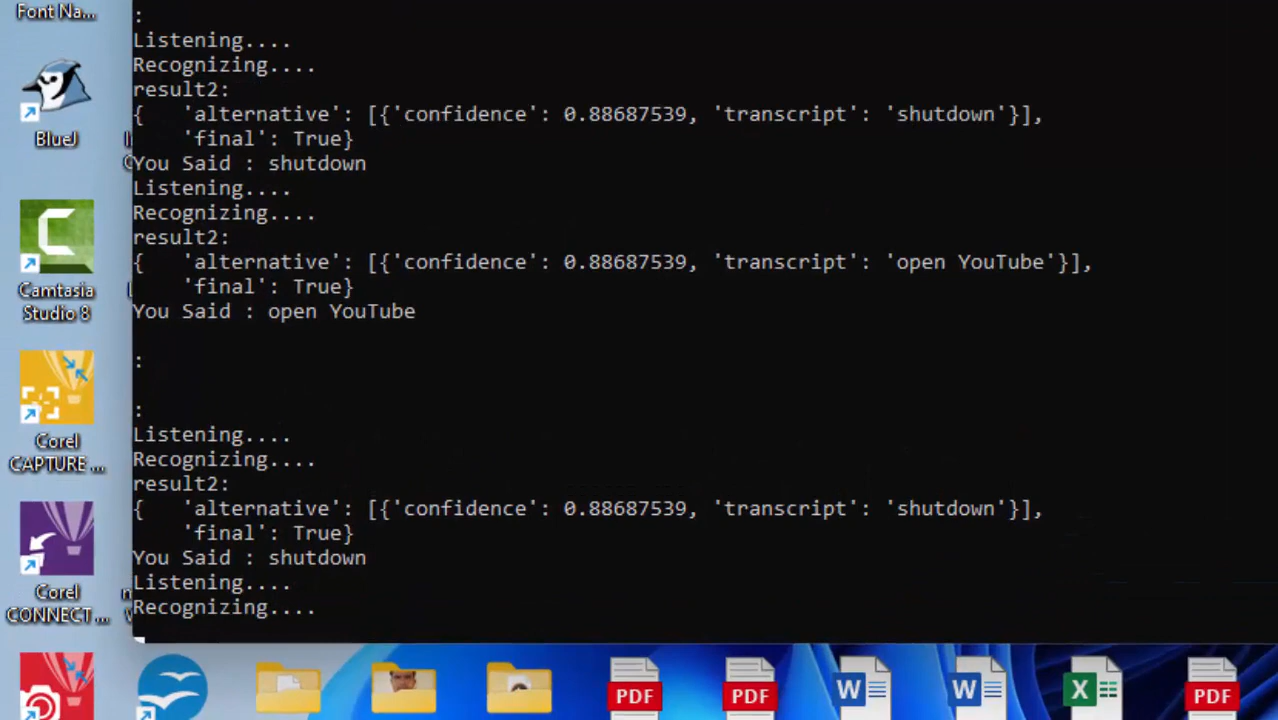 Font Na...
:
Listening....
Recognizing....
result2:
{   'alternative': [{'confidence': 0.88687539, 'transcript': 'shutdown'}],
    'final': True}
You Said : shutdown
Listening....
Recognizing....
result2:
{   'alternative': [{'confidence': 0.88687539, 'transcript': 'open YouTube'}],
    'final': True}
You Said : open YouTube
:
:
Listening....
Recognizing....
result2:
{   'alternative': [{'confidence': 0.88687539, 'transcript': 'shutdown'}],
    'final': True}
You Said : shutdown
Listening....
Recognizing....
BlueJ
Camtasia
Studio 8
Corel
CAPTURE ...
Corel
CONNECT ...
PDF
PDF
W
W
X
PDF